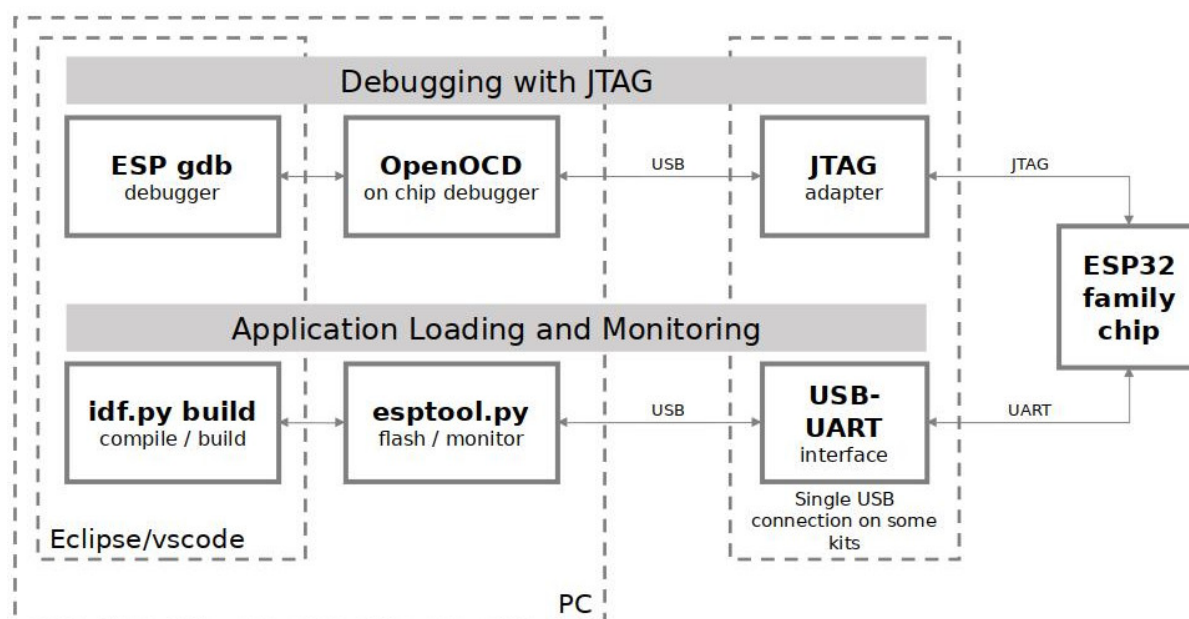 Debugging with JTAG
ESP gdb
debugger
OpenOCD
on chip debugger
USB
JTAG
adapter
JTAG
ESP32
family
chip
Application Loading and Monitoring
idf.py build
compile / build
esptool.py
flash / monitor
USB
USB-
UART
interface
UART
Single USB
connection on some
kits
Eclipse/vscode
PC